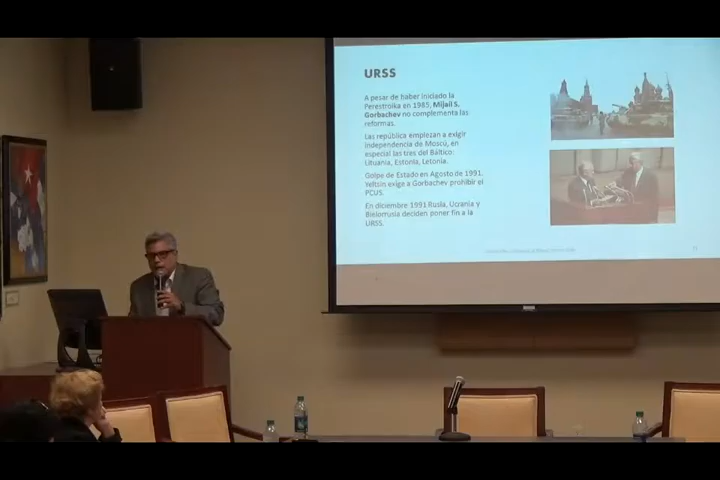 URSS
A pesar de haber iniciado la
Perestroika en 1985, Mijail S.
Gorbachev no complementa las
reformas.
Las república empiezan a exigir
independencia de Moscú, en
especial las tres del Báltico:
Lituania, Estonia, Letonia.
Golpe de Estado en Agosto de 1991.
Yeltzin exige a Gorbachev prohibir el
PCUS.
En diciembre 1991 Rusia, Ucrania y
Bielorrusia deciden poner fin a la
URSS.